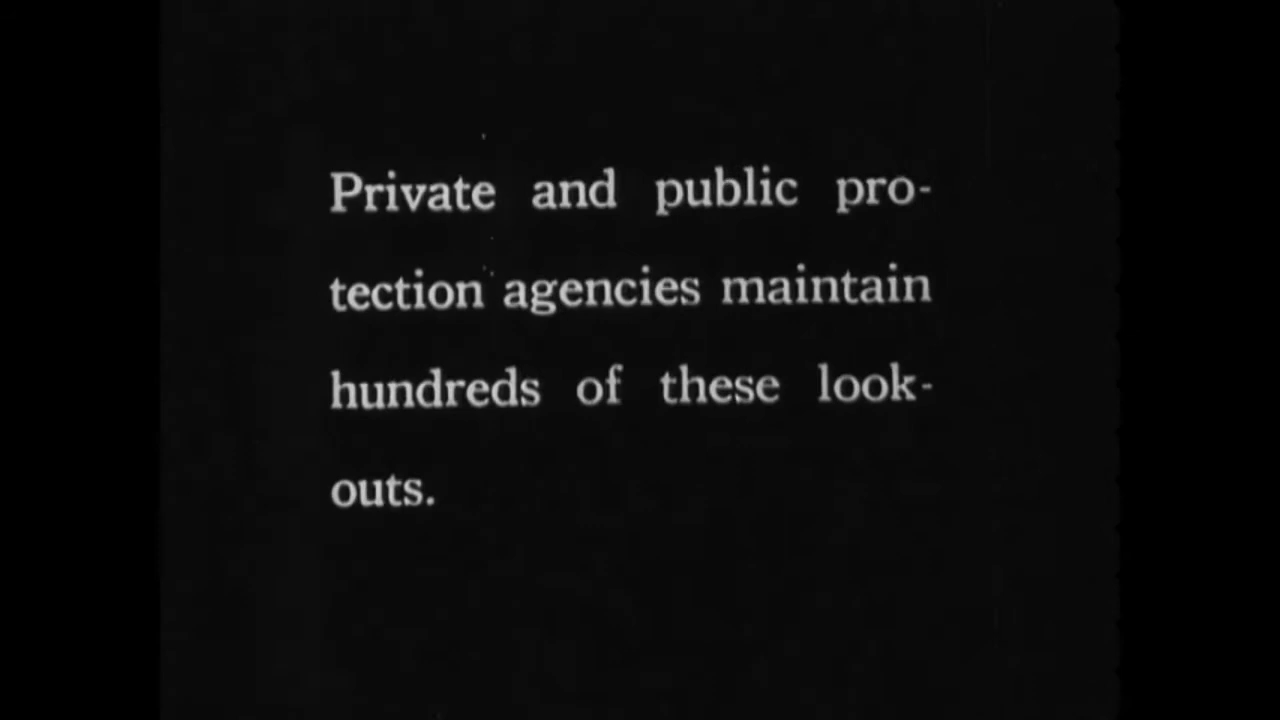 Private and public pro-
tection agencies maintain
hundreds of these look-
outs.